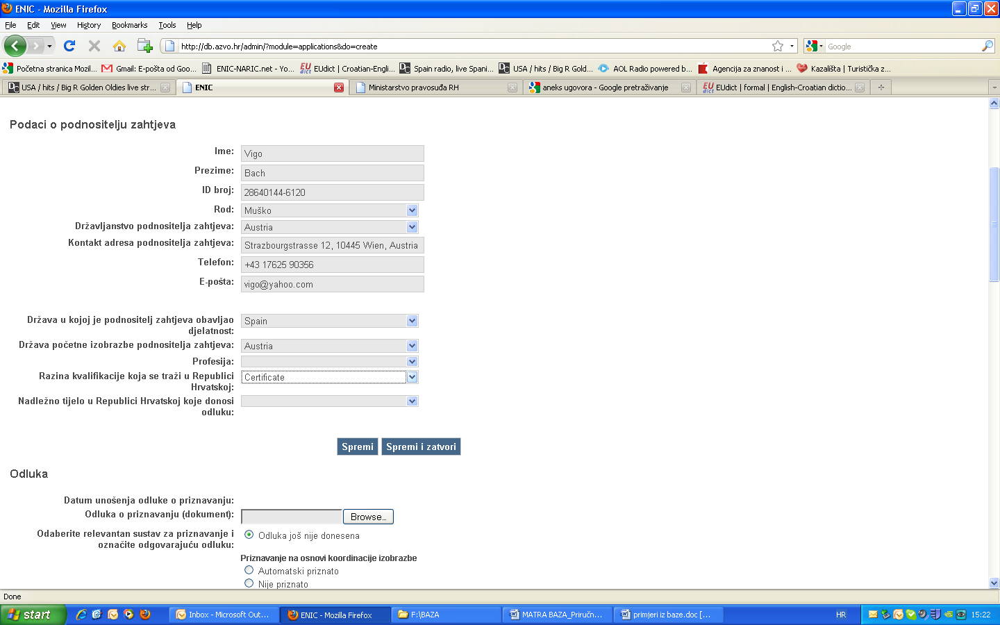 ENIC - Mozilla Firefox
File Edit View History Bookmarks Tools Help
http://db.azvo.hr/admin/?module=applications&do=create
Google
Početna stranica Mozil... Gmail: E-pošta od Goo... ENIC-NARIC.net - Yo... EUdict | Croatian-Engli... Spain radio, live Spani... USA / hits / Big R Gold... AOL Radio powered b... Agencija za znanost i ... Kazališta | Turistička z...
USA / hits / Big R Golden Oldies live str... ENIC Ministarstvo pravosuđa RH aneks ugovora - Google pretraživanje EUdict | formal | English-Croatian dictio...
Podaci o podnositelju zahtjeva
Ime: Vigo
Prezime: Bach
ID broj: 28640144-6120
Rod: Muško
Državljanstvo podnositelja zahtjeva: Austria
Kontakt adresa podnositelja zahtjeva: Strazbourgstrasse 12, 10445 Wien, Austria
Telefon: +43 17625 90356
E-pošta: vigo@yahoo.com
Država u kojoj je podnositelj zahtjeva obavljao Spain
djelatnost:
Država početne izobrazbe podnositelja zahtjeva: Austria
Profesija:
Razina kvalifikacije koja se traži u Republici Certificate
Hrvatskoj:
Nadležno tijelo u Republici Hrvatskoj koje donosi
odluku:
Spremi Spremi i zatvori
Odluka
Datum unošenja odluke o priznavanju:
Odluka o priznavanju (dokument): Browse...
Odaberite relevantan sustav za priznavanje i Odluka još nije donesena
označite odgovarajuću odluku:
Priznavanje na osnovi koordinacije izobrazbe
Automatski priznato
Nije priznato
Done
start Inbox - Microsoft Out... ENIC - Mozilla Firefox F:\BAZA MATRA BAZA_Priručn... primjeri iz baze.doc [... HR 15:22